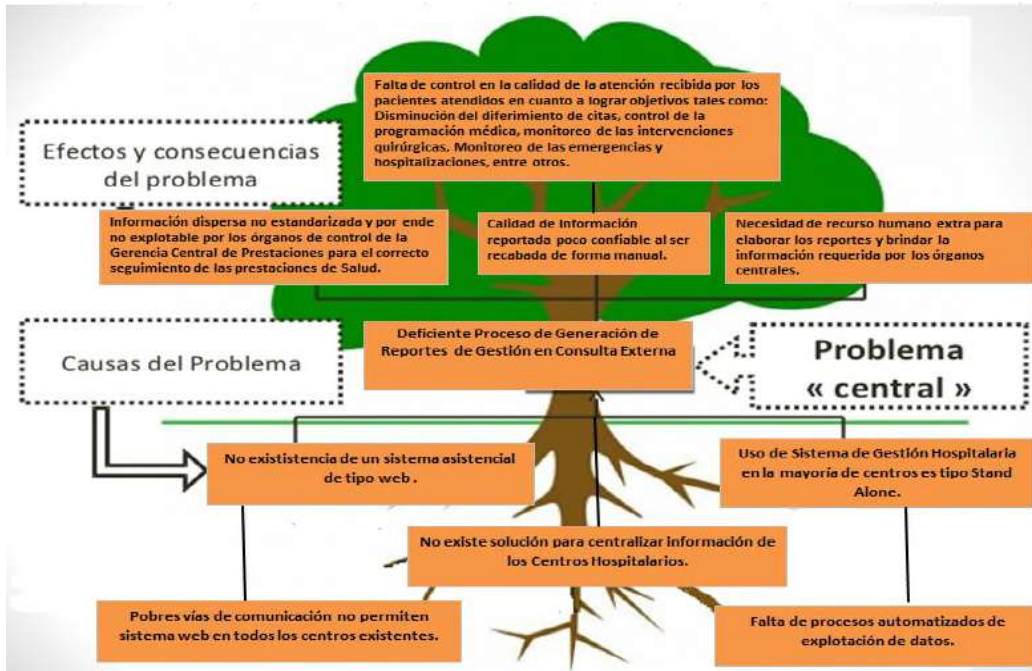 Falta de control en la calidad de la atención recibida por los
pacientes atendidos en cuanto a lograr objetivos tales como:
Disminución del diferimiento de citas, control de la
programación médica, monitoreo de las intervenciones
quirúrgicas, Monitoreo de las emergencias y
hospitalizaciones, entre otros.
Efectos y consecuencias
del problema
Información dispersa no estandarizada y por ende
no explotable por los órganos de control de la
Gerencia Central de Prestaciones para el correcto
seguimiento de las prestaciones de Salud.
Calidad de Información
reportada poco confiable al ser
recabada de forma manual.
Necesidad de recurso humano extra para
elaborar los reportes y brindar la
información requerida por los órganos
centrales.
Deficiente Proceso de Generación de
Reportes de Gestión en Consulta Externa
Causas del Problema
Problema
« central »
No exististencia de un sistema asistencial
de tipo web .
Uso de Sistema de Gestión Hospitalaria
en la mayoría de centros es tipo Stand
Alone.
No existe solución para centralizar información de
los Centros Hospitalarios.
Pobres vías de comunicación no permiten
sistema web en todos los centros existentes.
Falta de procesos automatizados de
explotación de datos.